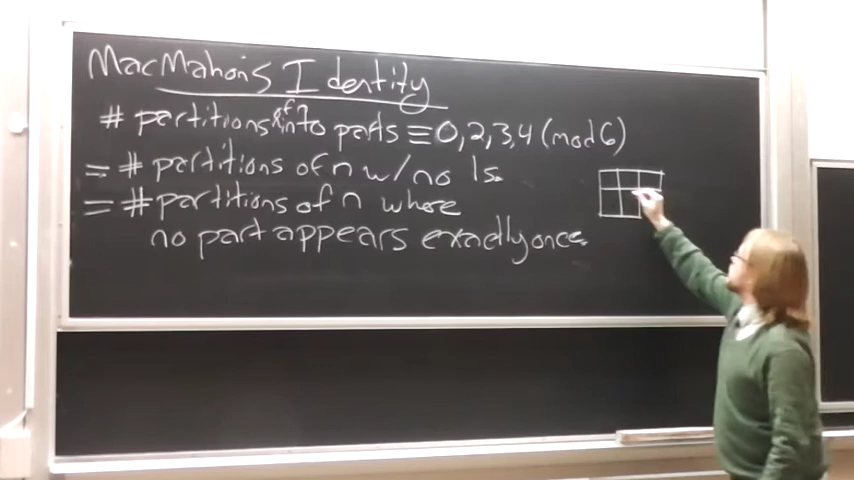 MacMahon's Identity
# partitions of n into parts ≡ 0,2,3,4 (mod 6)
= # partitions of n w/ no 1s.
= # partitions of n where
no part appears exactly once.